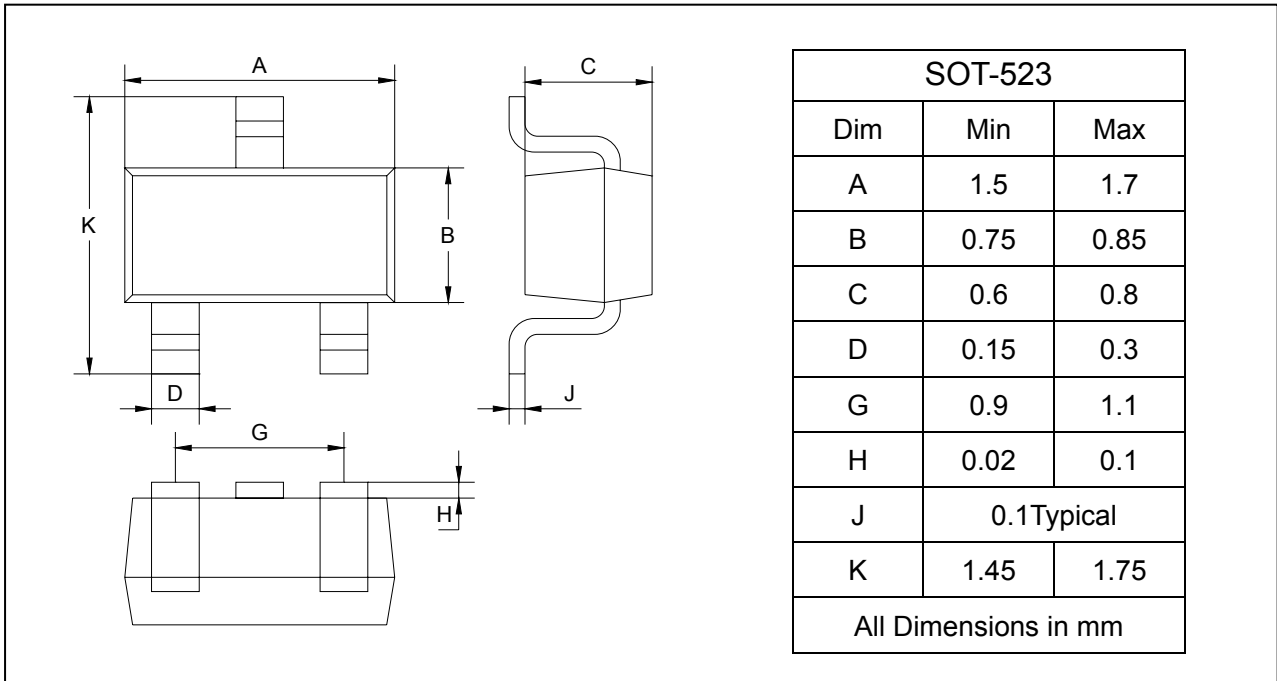 A
C
K
B
D
J
G
H
SOT-523
Dim Min Max
A 1.5 1.7
B 0.75 0.85
C 0.6 0.8
D 0.15 0.3
G 0.9 1.1
H 0.02 0.1
J 0.1Typical
K 1.45 1.75
All Dimensions in mm